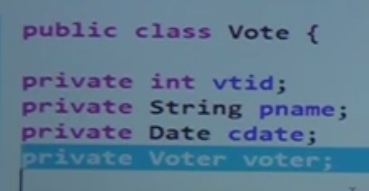 public class Vote {
private int vtid;
private String pname;
private Date cdate;
private Voter voter;